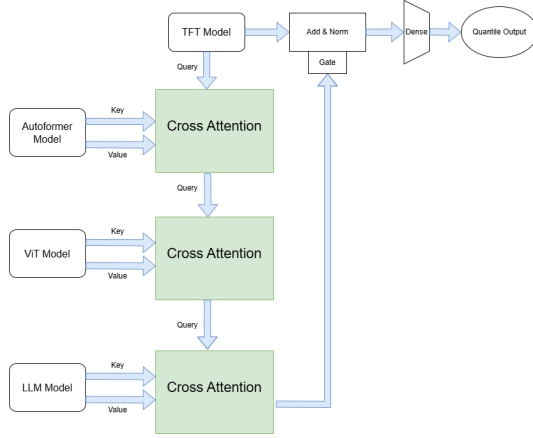 TFT Model
Add & Norm
Dense
Quantile Output
Gate
Query
Key
Autoformer
Model
Cross Attention
Value
Query
Key
ViT Model
Cross Attention
Value
Query
Key
LLM Model
Cross Attention
Value